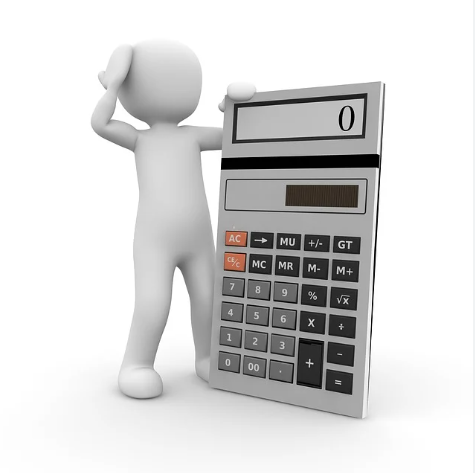 0
AC → MU +/- GT
CE/C MC MR M- M+
7 8 9 % √x
4 5 6 X ÷
1 2 3 + -
0 00 . =